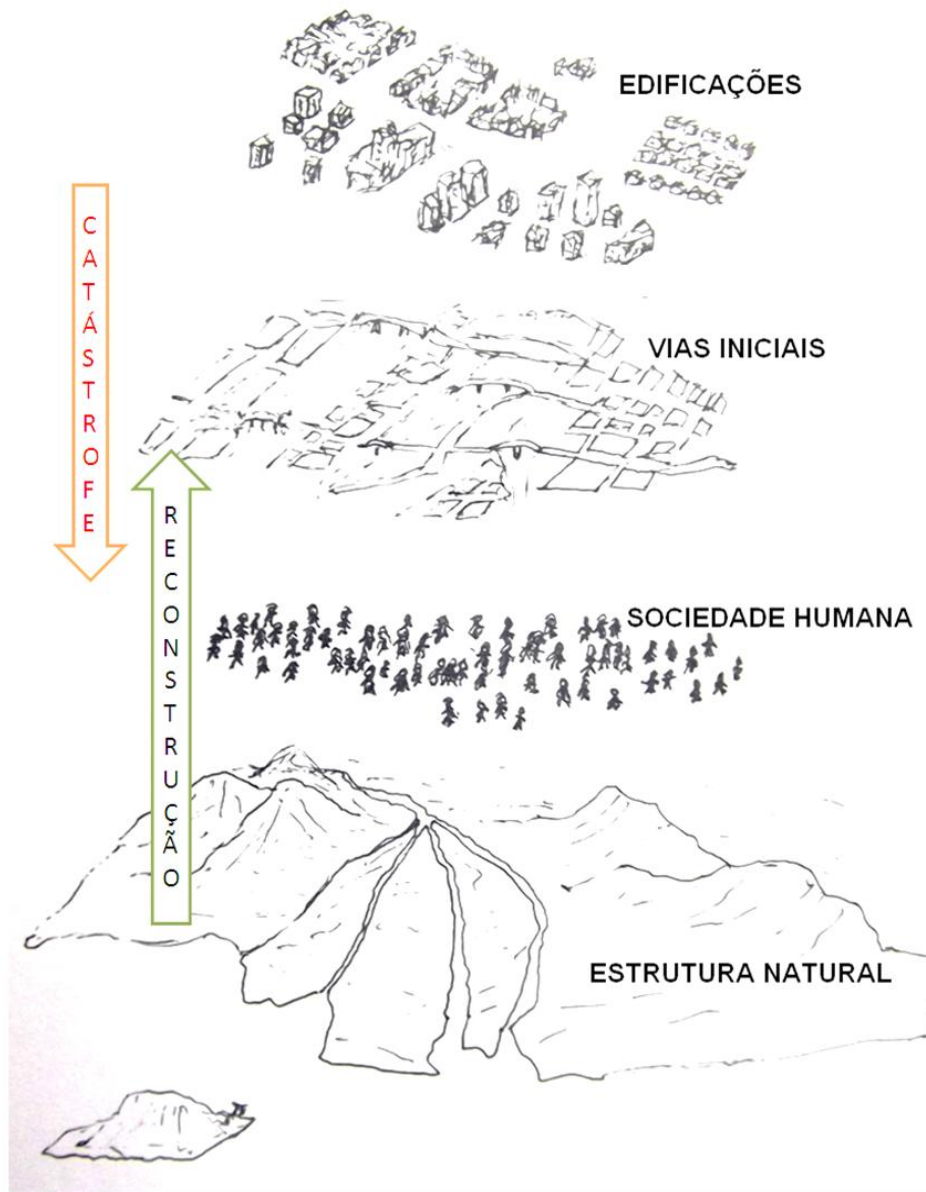 EDIFICAÇÕES
CATÁSTROFE
VIAS INICIAIS
RECONSTRUÇÃO
SOCIEDADE HUMANA
ESTRUTURA NATURAL